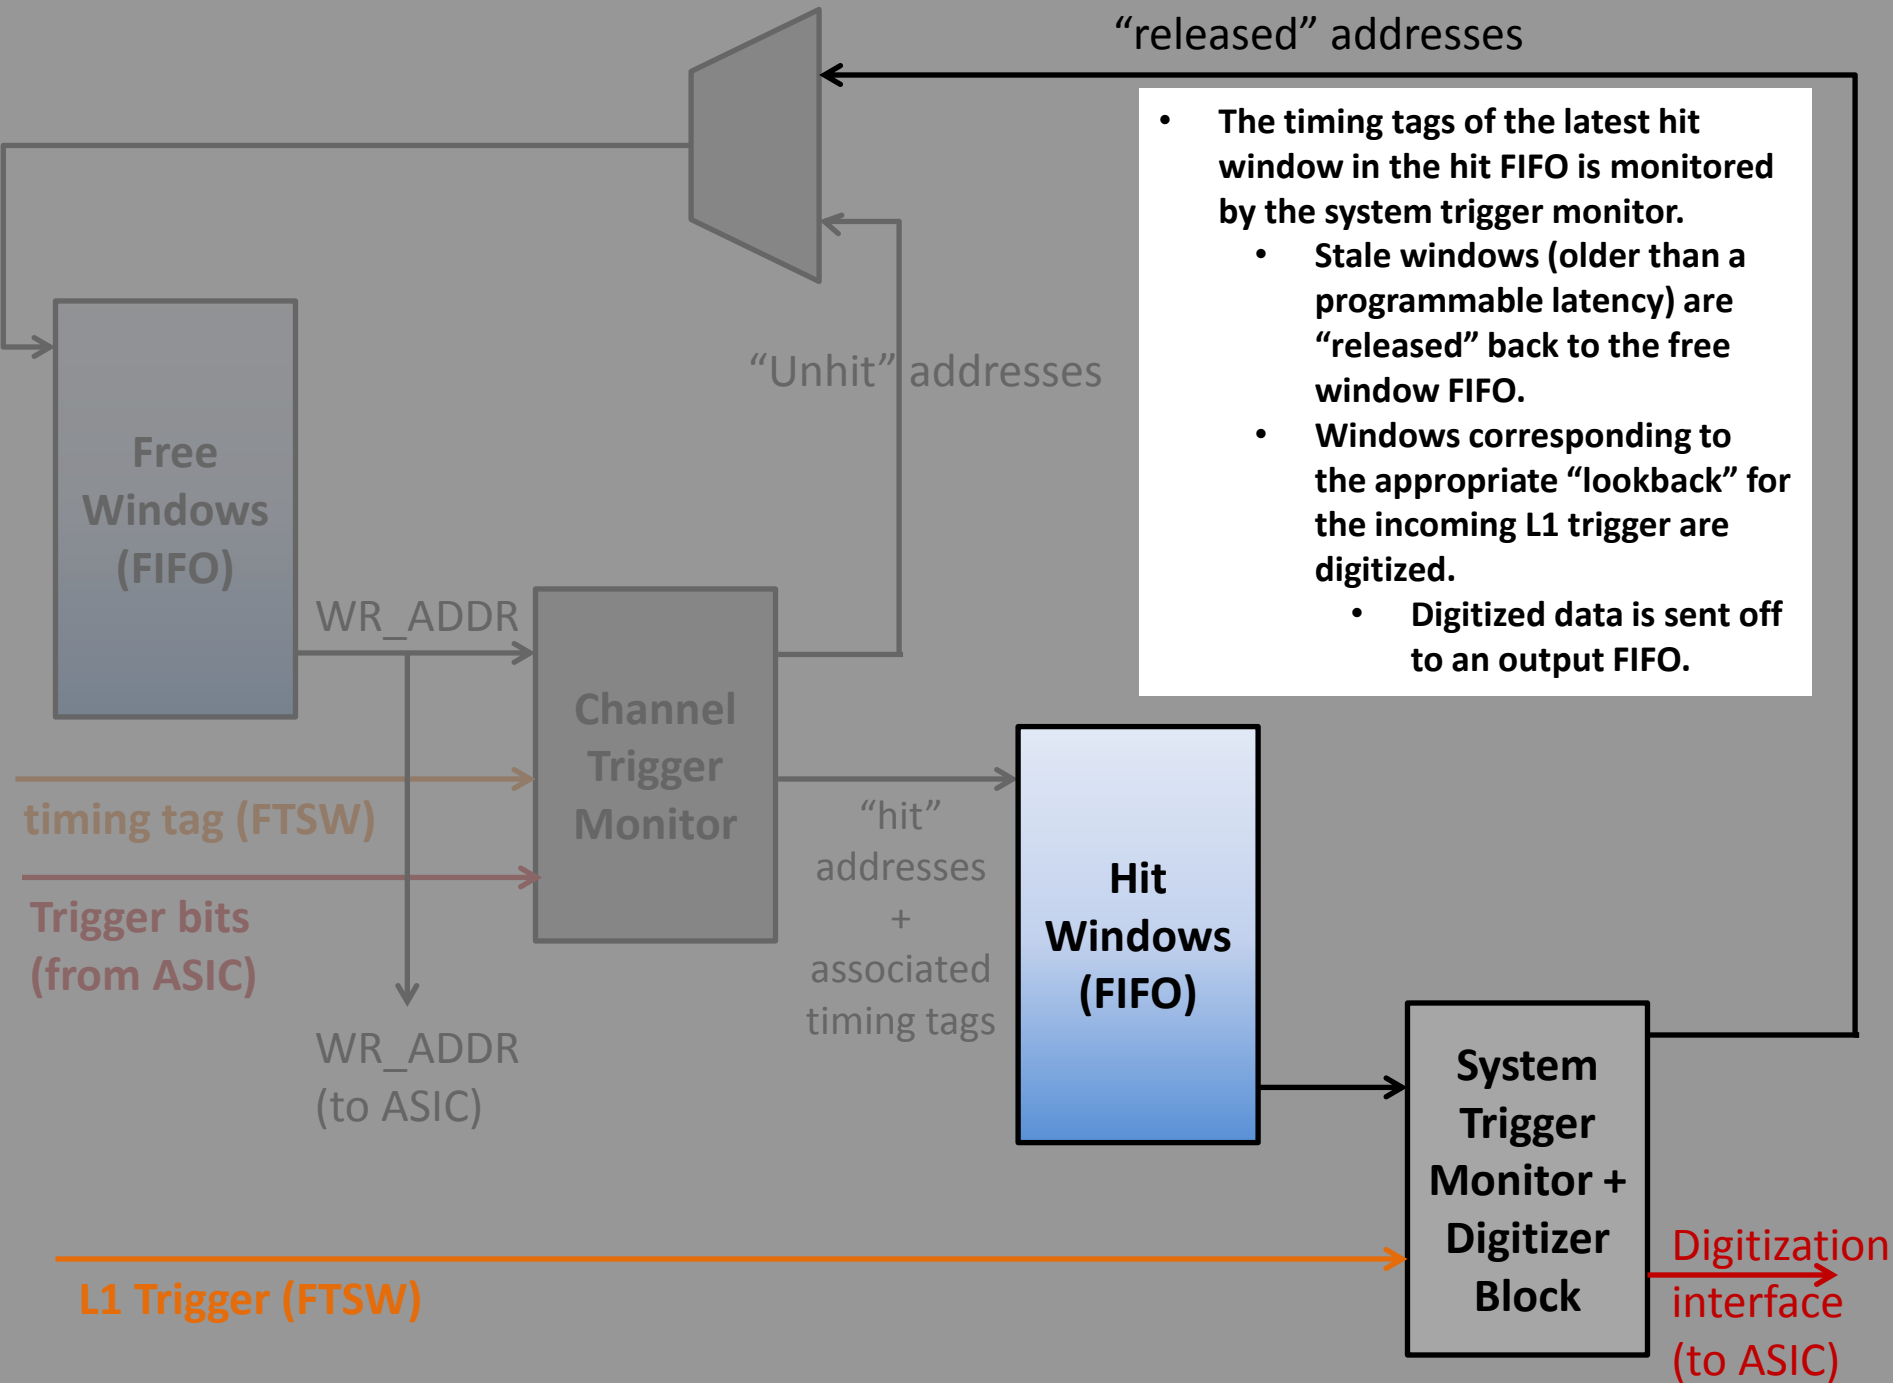 “released” addresses
• The timing tags of the latest hit
window in the hit FIFO is monitored
by the system trigger monitor.
• Stale windows (older than a
programmable latency) are
“released” back to the free
window FIFO.
• Windows corresponding to
the appropriate “lookback” for
the incoming L1 trigger are
digitized.
• Digitized data is sent off
to an output FIFO.
“Unhit” addresses
Free
Windows
(FIFO)
WR_ADDR
Channel
Trigger
Monitor
timing tag (FTSW)
Trigger bits
(from ASIC)
WR_ADDR
(to ASIC)
“hit”
addresses
+
associated
timing tags
Hit
Windows
(FIFO)
System
Trigger
Monitor +
Digitizer
Block
L1 Trigger (FTSW)
Digitization
interface
(to ASIC)